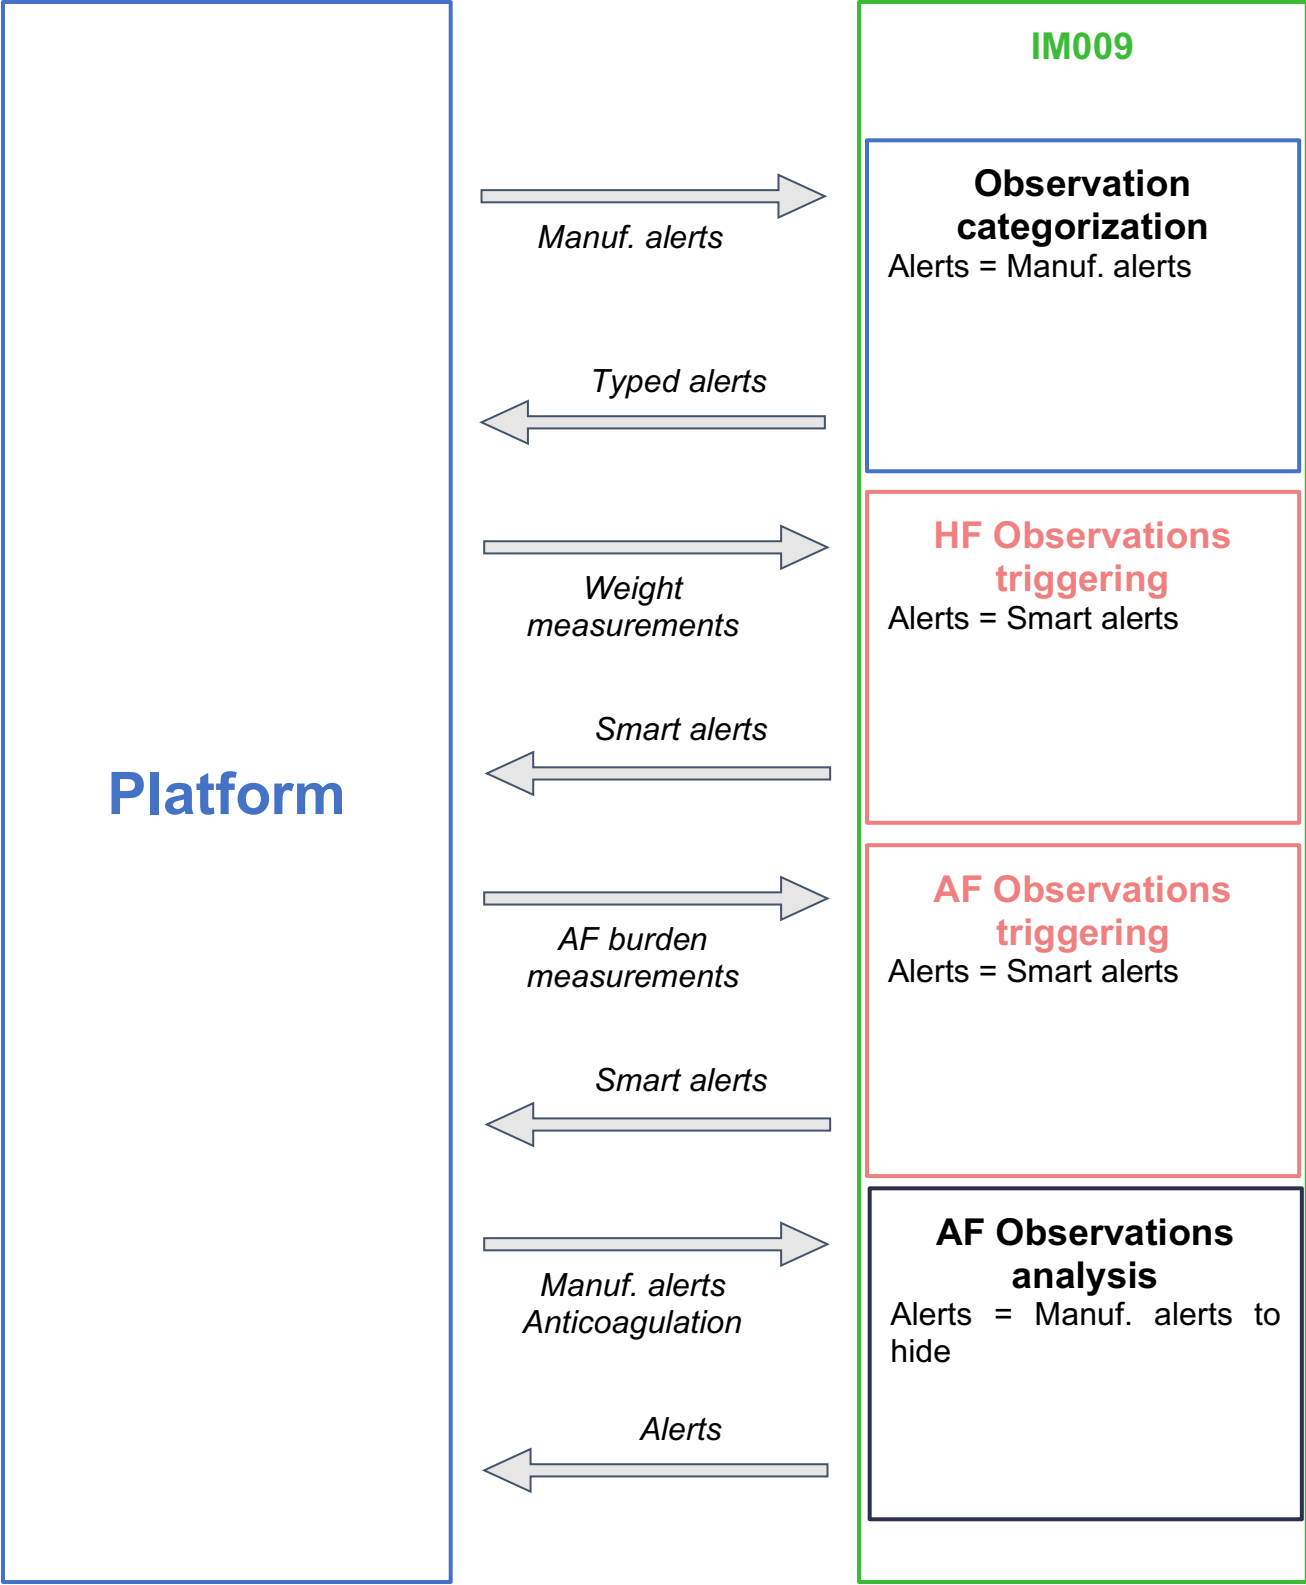 IM009
Observation
categorization
Alerts = Manuf. alerts
Manuf. alerts
Typed alerts
HF Observations
triggering
Alerts = Smart alerts
Weight
measurements
Smart alerts
Platform
AF Observations
triggering
Alerts = Smart alerts
AF burden
measurements
Smart alerts
AF Observations
analysis
Alerts = Manuf. alerts to
hide
Manuf. alerts
Anticoagulation
Alerts